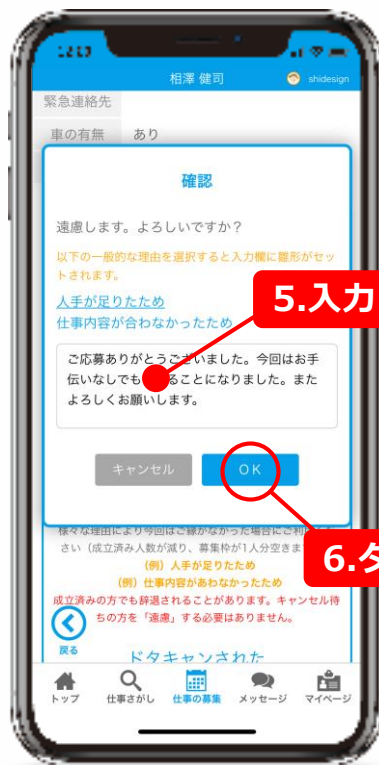 相澤 健司
shidesign
緊急連絡先
車の有無 あり
確認
遠慮します。よろしいですか？
以下の一般的な理由を選択すると入力欄に雛形がセッ
トされます。
人手が足りたため
5.入力
仕事内容が合わなかったため
ご応募ありがとうございました。今回はお手
伝いなしでも
ることになりました。また
よろしくお願いします。
キャンセル
OK
様々な理由により今回はご縁がなかった場合にご利
さい（成立済み人数が減り、募集枠が1人分空きま
6.タ
(例) 人手が足りたため
(例) 仕事内容があわなかったため
成立済みの方でも辞退されることがあります。キャンセル待
ちの方を「遠慮」する必要はありません。
戻る
ドタキャンされた
トップ 仕事さがし 仕事の募集 メッセージ マイページ